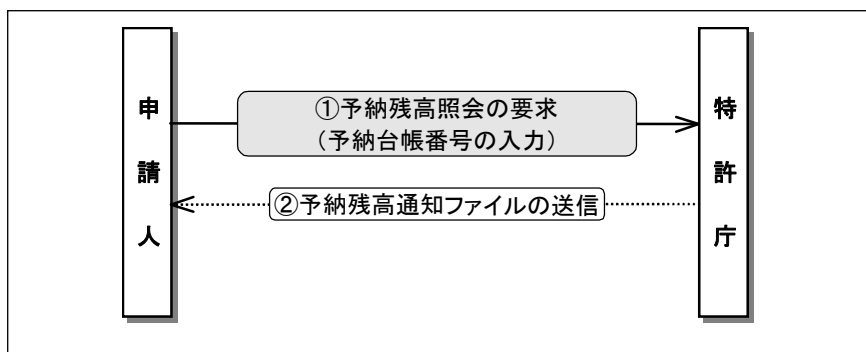 申請人
①予納残高照会の要求
(予納台帳番号の入力)
②予納残高通知ファイルの送信
特許庁